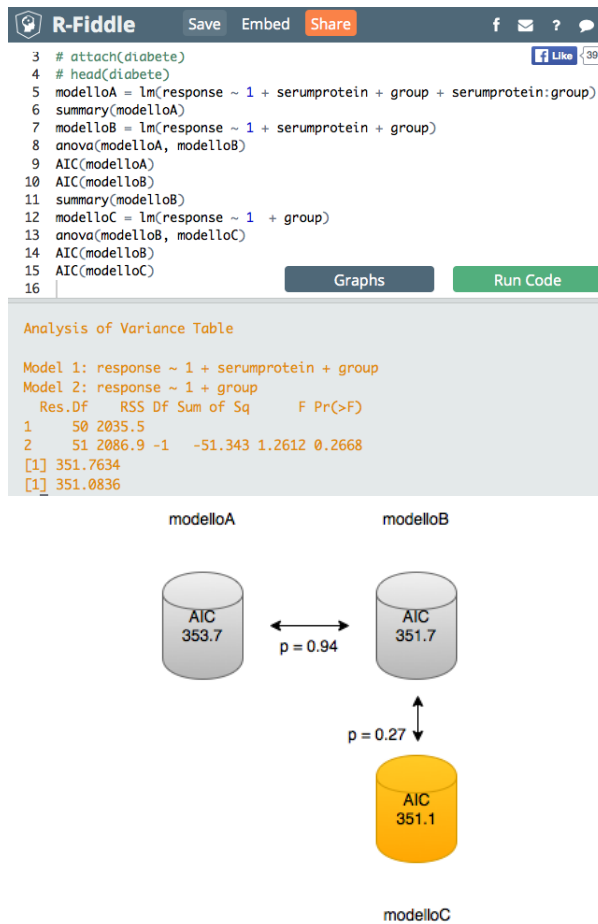 R-Fiddle Save Embed Share f ?
3 # attach(diabete) Like 39
4 # head(diabete)
5 modelloA = lm(response ~ 1 + serumprotein + group + serumprotein:group)
6 summary(modelloA)
7 modelloB = lm(response ~ 1 + serumprotein + group)
8 anova(modelloA, modelloB)
9 AIC(modelloA)
10 AIC(modelloB)
11 summary(modelloB)
12 modelloC = lm(response ~ 1  + group)
13 anova(modelloB, modelloC)
14 AIC(modelloB)
15 AIC(modelloC)
16
Graphs Run Code
Analysis of Variance Table
Model 1: response ~ 1 + serumprotein + group
Model 2: response ~ 1 + group
Res.Df RSS Df Sum of Sq F Pr(>F)
1 50 2035.5
2 51 2086.9 -1 -51.343 1.2612 0.2668
[1] 351.7634
[1] 351.0836
modelloA modelloB
AIC AIC
353.7 351.7
p = 0.94
p = 0.27
AIC
351.1
modelloC